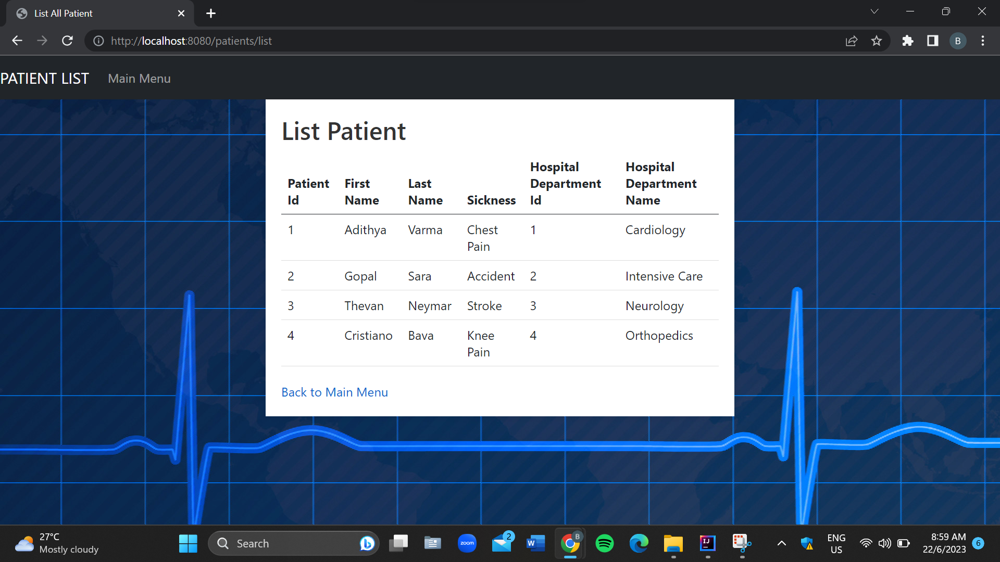 List All Patient
http://localhost:8080/patients/list
B
PATIENT LIST Main Menu
List Patient
Patient Id First Name Last Name Sickness Hospital Department Id Hospital Department Name
1 Adithya Varma Chest Pain 1 Cardiology
2 Gopal Sara Accident 2 Intensive Care
3 Thevan Neymar Stroke 3 Neurology
4 Cristiano Bava Knee Pain 4 Orthopedics
Back to Main Menu
27°C
Mostly cloudy
Search
zoom
2
W
B
IJ
ENG
US
8:59 AM
22/6/2023
6